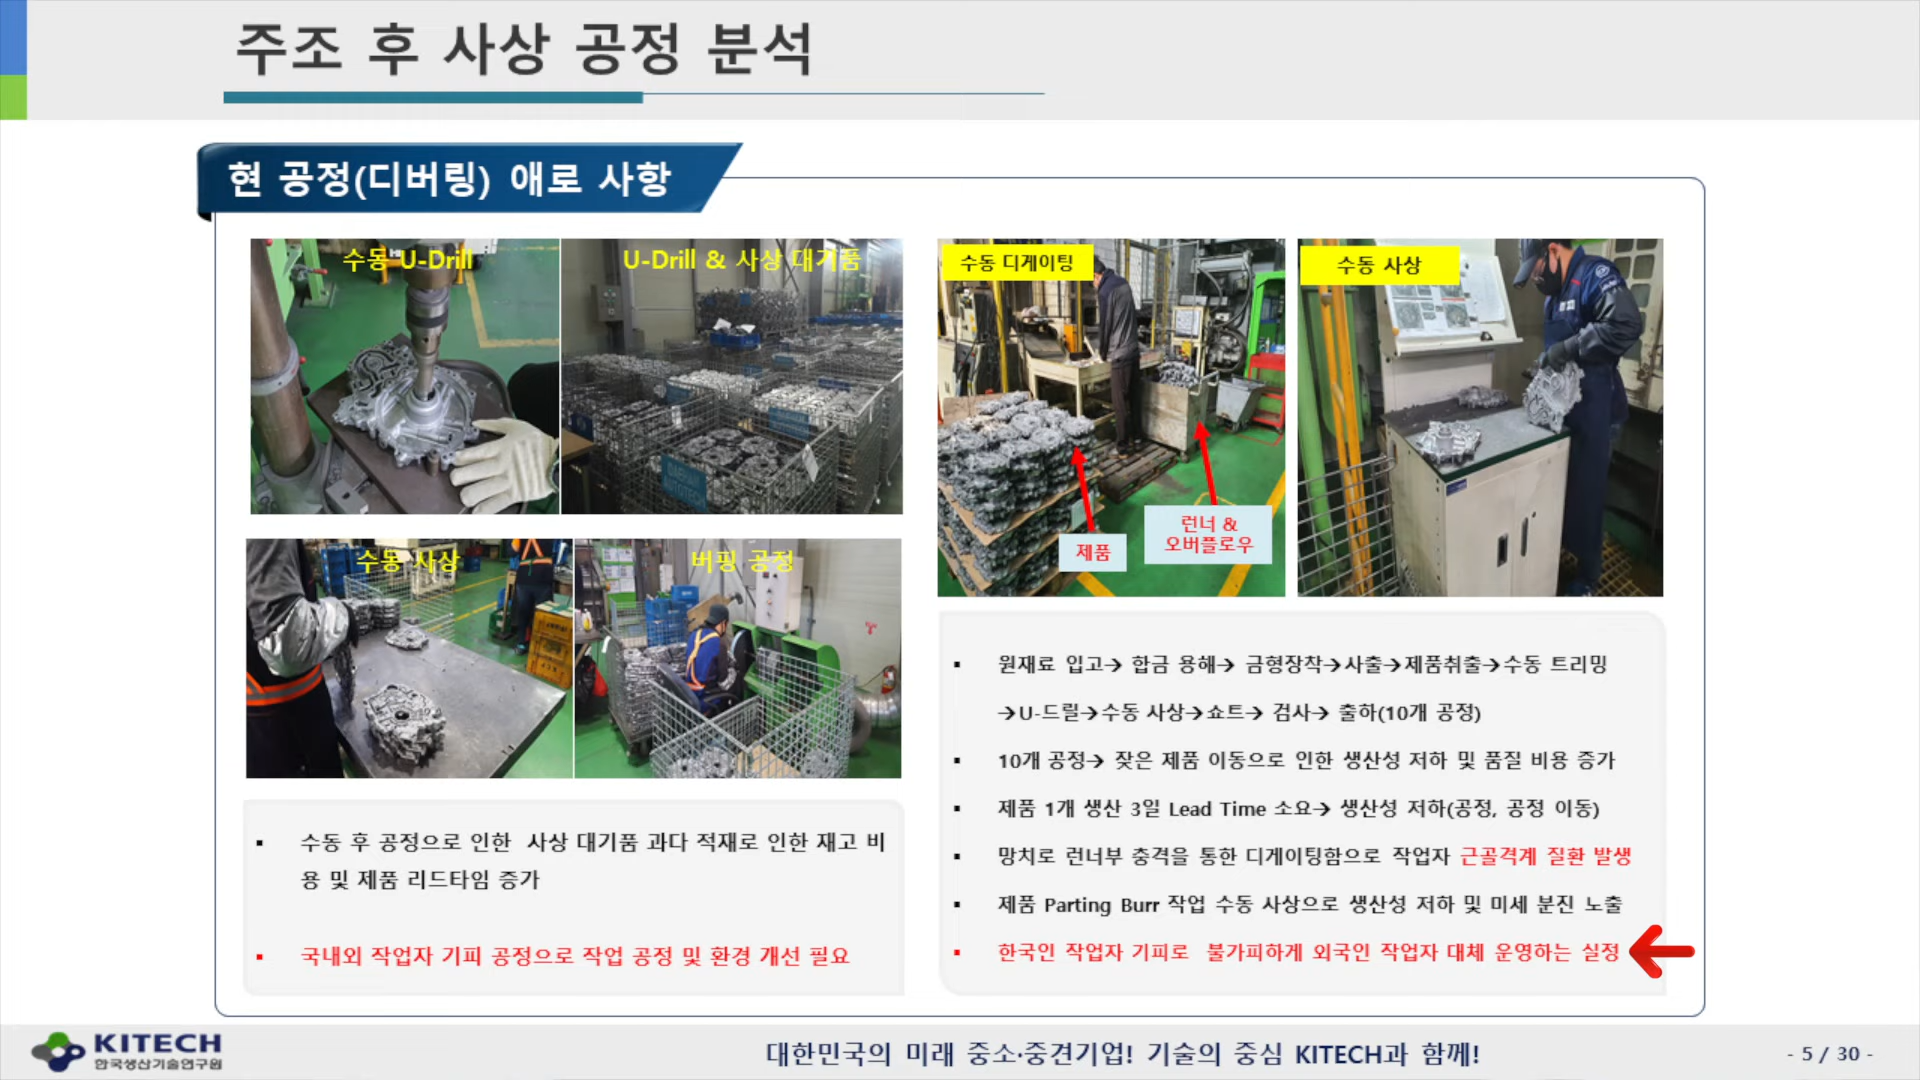 주조 후 사상 공정 분석
현 공정(디버링) 애로 사항
수동 U-Drill
U-Drill & 사상 대기품
수동 사상
버핑 공정
수동 디게이팅
수동 사상
제품
런너 &
오버플로우
DAEHAN
AUTOTECH
▪ 수동 후 공정으로 인한 사상 대기품 과다 적재로 인한 재고 비
용 및 제품 리드타임 증가
▪ 국내외 작업자 기피 공정으로 작업 공정 및 환경 개선 필요
▪ 원재료 입고→ 합금 용해→ 금형장착→사출→제품취출→수동 트리밍
→U-드릴→수동 사상→쇼트→ 검사→ 출하(10개 공정)
▪ 10개 공정→ 잦은 제품 이동으로 인한 생산성 저하 및 품질 비용 증가
▪ 제품 1개 생산 3일 Lead Time 소요→ 생산성 저하(공정, 공정 이동)
▪ 망치로 런너부 충격을 통한 디게이팅함으로 작업자 근골격계 질환 발생
▪ 제품 Parting Burr 작업 수동 사상으로 생산성 저하 및 미세 분진 노출
▪ 한국인 작업자 기피로 불가피하게 외국인 작업자 대체 운영하는 실정
KITECH
한국생산기술연구원
대한민국의 미래 중소·중견기업! 기술의 중심 KITECH과 함께!
- 5 / 30 -